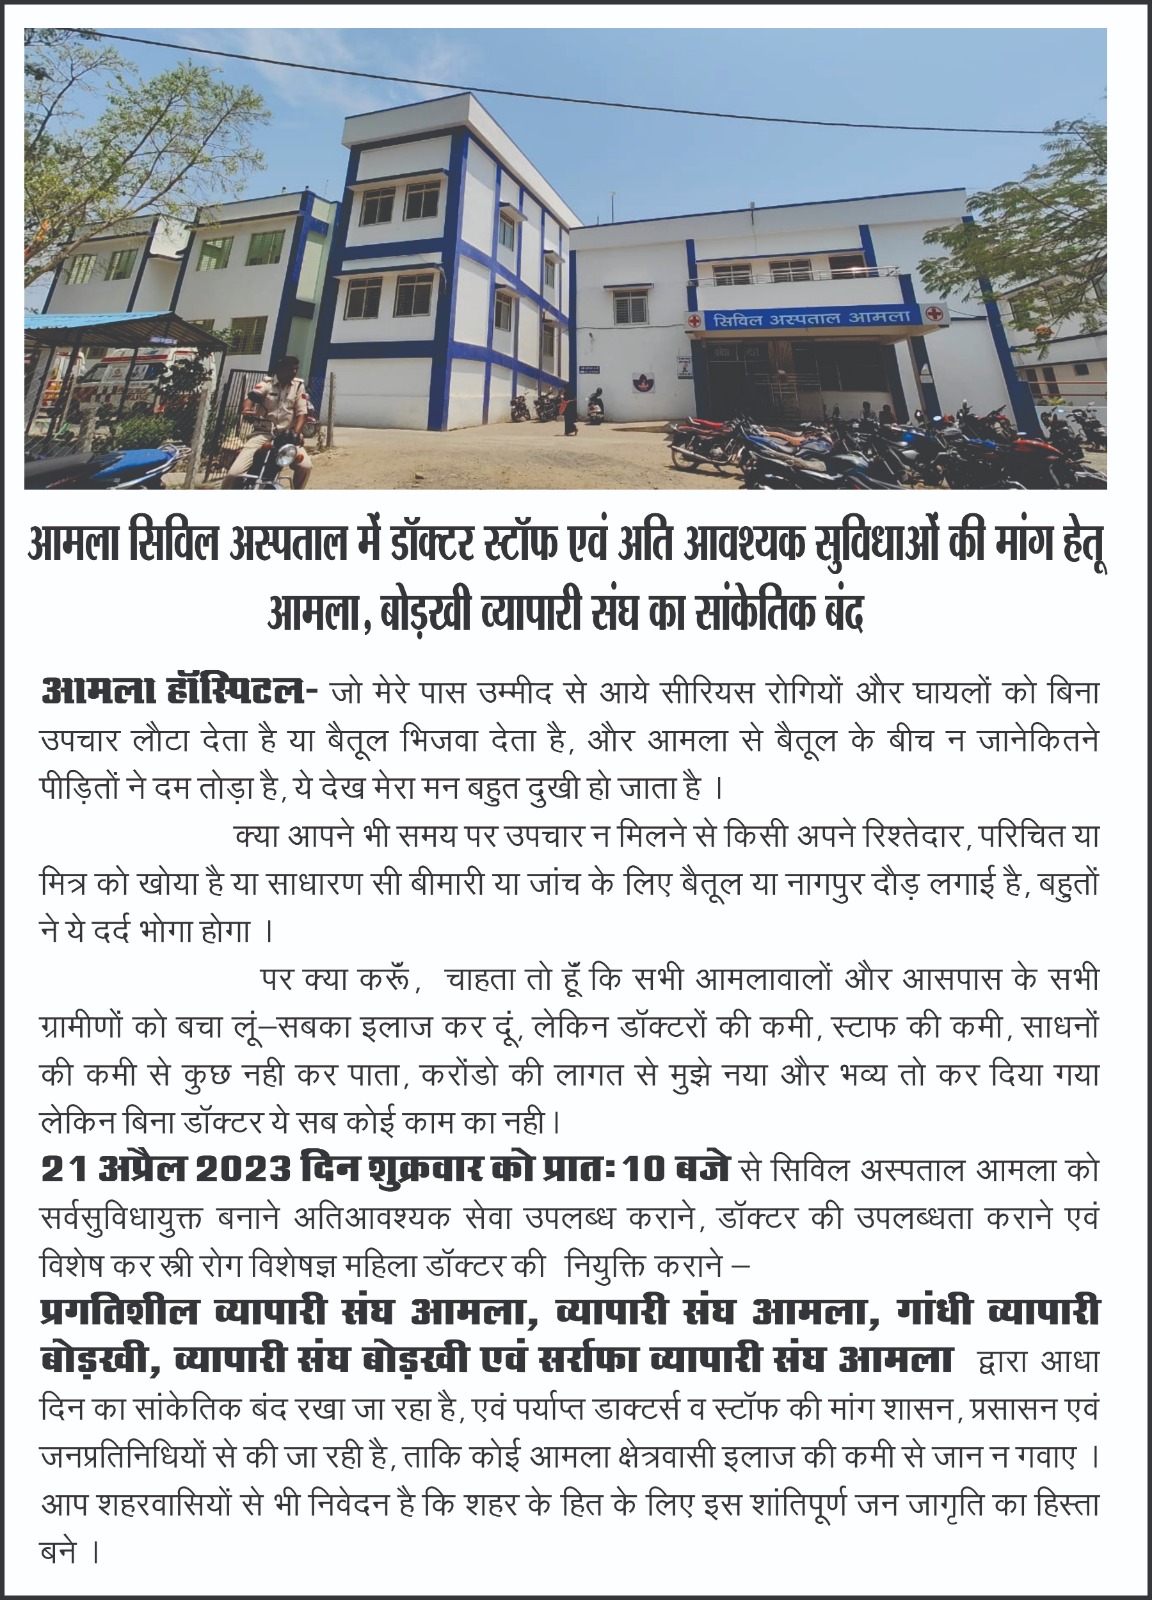 सिविल अस्पताल आमला
आमला सिविल अस्पताल में डॉक्टर स्टॉफ एवं अति आवश्यक सुविधाओं की मांग हेतू
आमला, बोड़खी व्यापारी संघ का सांकेतिक बंद
आमला हॉस्पिटल- जो मेरे पास उम्मीद से आये सीरियस रोगियों और घायलों को बिना
उपचार लौटा देता है या बैतूल भिजवा देता है, और आमला से बैतूल के बीच न जानेकितने
पीड़ितों ने दम तोड़ा है, ये देख मेरा मन बहुत दुखी हो जाता है ।
क्या आपने भी समय पर उपचार न मिलने से किसी अपने रिश्तेदार, परिचित या
मित्र को खोया है या साधारण सी बीमारी या जांच के लिए बैतूल या नागपुर दौड़ लगाई है, बहुतों
ने ये दर्द भोगा होगा ।
पर क्या करूँ, चाहता तो हूँ कि सभी आमलावालों और आसपास के सभी
ग्रामीणों को बचा लूं–सबका इलाज कर दूं, लेकिन डॉक्टरों की कमी, स्टाफ की कमी, साधनों
की कमी से कुछ नही कर पाता, करोंडो की लागत से मुझे नया और भव्य तो कर दिया गया
लेकिन बिना डॉक्टर ये सब कोई काम का नही।
21 अप्रैल 2023 दिन शुक्रवार को प्रातः 10 बजे से सिविल अस्पताल आमला को
सर्वसुविधायुक्त बनाने अतिआवश्यक सेवा उपलब्ध कराने, डॉक्टर की उपलब्धता कराने एवं
विशेष कर स्त्री रोग विशेषज्ञ महिला डॉक्टर की नियुक्ति कराने –
प्रगतिशील व्यापारी संघ आमला, व्यापारी संघ आमला, गांधी व्यापारी
बोड़खी, व्यापारी संघ बोड़खी एवं सर्राफा व्यापारी संघ आमला द्वारा आधा
दिन का सांकेतिक बंद रखा जा रहा है, एवं पर्याप्त डाक्टर्स व स्टॉफ की मांग शासन, प्रसासन एवं
जनप्रतिनिधियों से की जा रही है, ताकि कोई आमला क्षेत्रवासी इलाज की कमी से जान न गवाए ।
आप शहरवासियों से भी निवेदन है कि शहर के हित के लिए इस शांतिपूर्ण जन जागृति का हिस्ता
बने ।